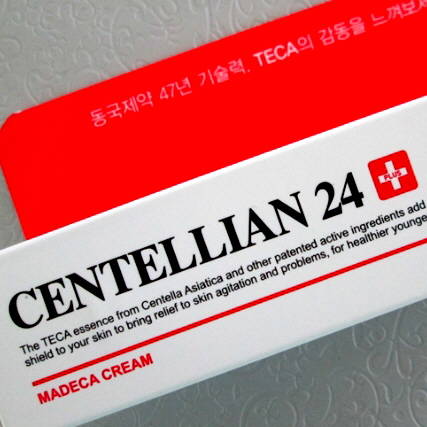 동국제약 47년 기술력, TECA의 감동을 느껴보세
CENTELLIAN 24
PLUS
The TECA essence from Centella Asiatica and other patented active ingredients add
shield to your skin to bring relief to skin agitation and problems, for healthier younge
MADECA CREAM